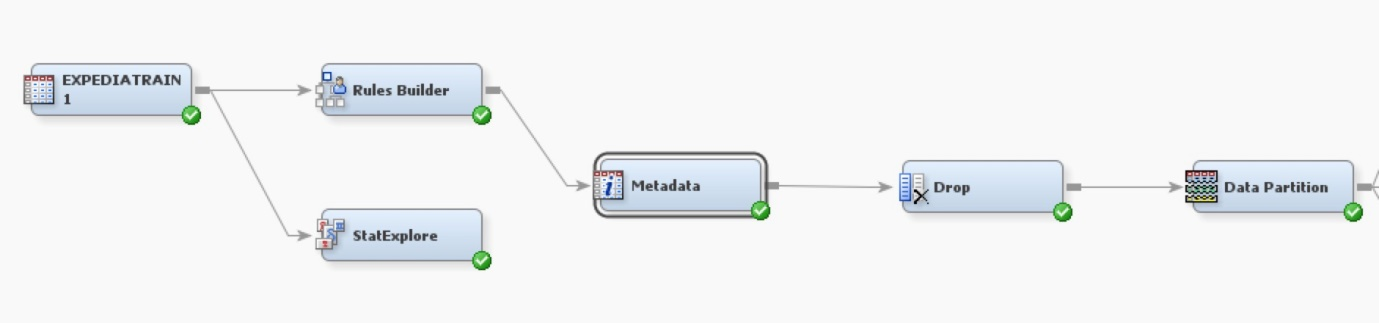 EXPEDIATRAIN
1
Rules Builder
StatExplore
Metadata
Drop
Data Partition